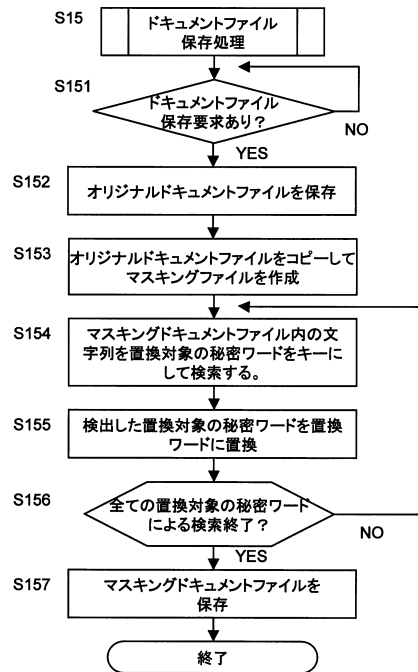 S15
ドキュメントファイル
保存処理
S151
ドキュメントファイル
保存要求あり?
NO
YES
S152
オリジナルドキュメントファイルを保存
S153
オリジナルドキュメントファイルをコピーして
マスキングファイルを作成
S154
マスキングドキュメントファイル内の文
字列を置換対象の秘密ワードをキーに
して検索する。
S155
検出した置換対象の秘密ワードを置換
ワードに置換
S156
全ての置換対象の秘密ワード
による検索終了?
NO
YES
S157
マスキングドキュメントファイルを
保存
終了